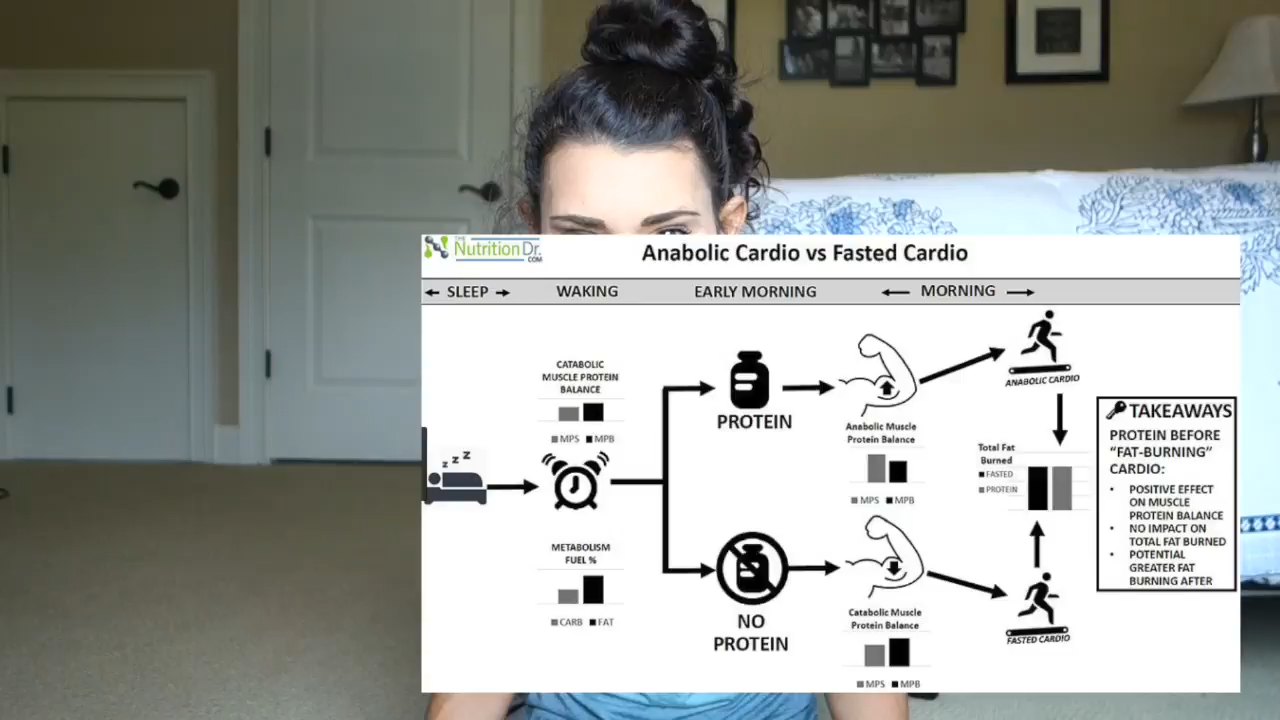 THE
NutritionDr.
.COM
Anabolic Cardio vs Fasted Cardio
SLEEP
WAKING
EARLY MORNING
MORNING
CATABOLIC
MUSCLE PROTEIN
BALANCE
MPS MPB
z z Z
METABOLISM
FUEL %
CARB FAT
PROTEIN
NO
PROTEIN
Anabolic Muscle
Protein Balance
MPS MPB
Catabolic Muscle
Protein Balance
MPS MPB
ANABOLIC CARDIO
Total Fat
Burned
FASTED
PROTEIN
FASTED CARDIO
TAKEAWAYS
PROTEIN BEFORE
“FAT-BURNING”
CARDIO:
• POSITIVE EFFECT
ON MUSCLE
PROTEIN BALANCE
• NO IMPACT ON
TOTAL FAT BURNED
• POTENTIAL
GREATER FAT
BURNING AFTER